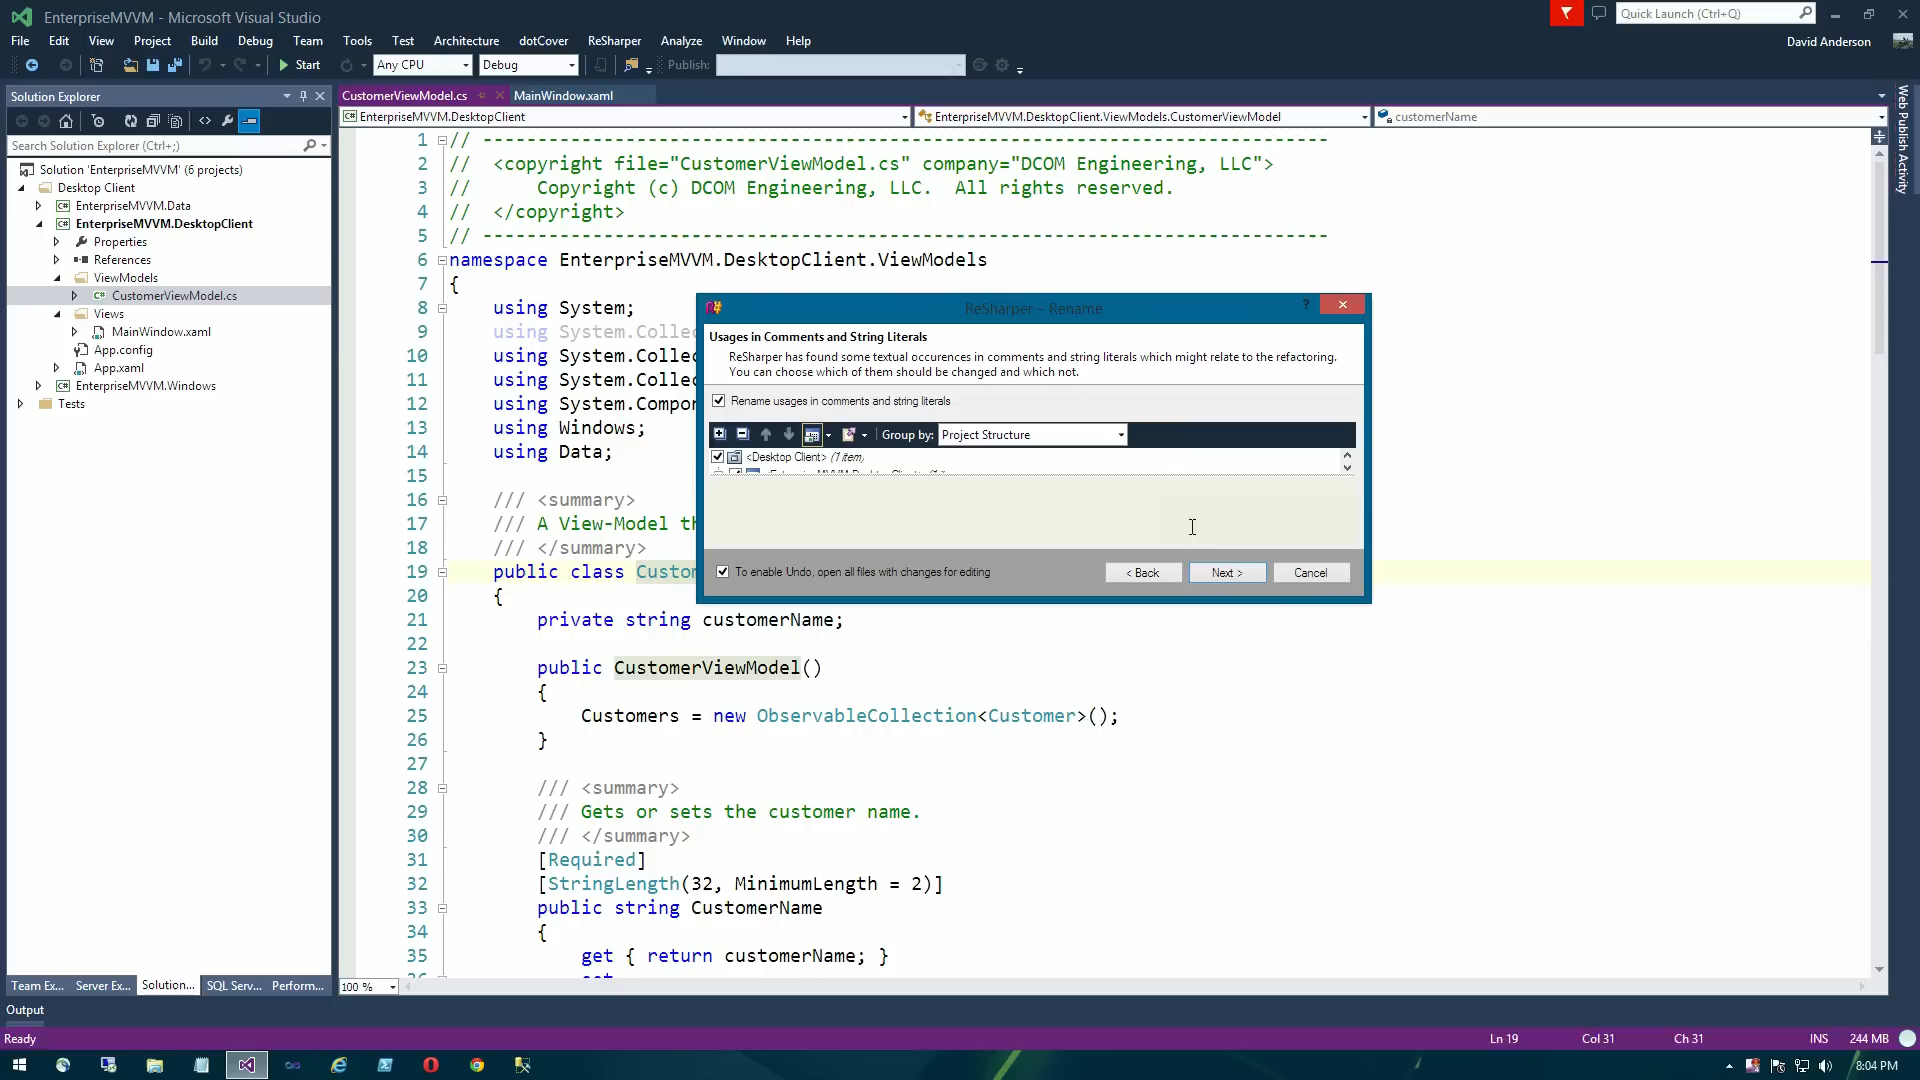 EnterpriseMVVM - Microsoft Visual Studio
Quick Launch (Ctrl+Q)
File Edit View Project Build Debug Team Tools Test Architecture dotCover ReSharper Analyze Window Help
David Anderson
Start Any CPU Debug Publish:
Solution Explorer
CustomerViewModel.cs MainWindow.xaml
EnterpriseMVVM.DesktopClient EnterpriseMVVM.DesktopClient.ViewModels.CustomerViewModel customerName
Search Solution Explorer (Ctrl+;)
Solution 'EnterpriseMVVM' (6 projects)
Desktop Client
EnterpriseMVVM.Data
EnterpriseMVVM.DesktopClient
Properties
References
ViewModels
CustomerViewModel.cs
Views
MainWindow.xaml
App.config
App.xaml
EnterpriseMVVM.Windows
Tests
Web Publish Activity
1 // -----------------------------------------------------------------------------
2 // <copyright file="CustomerViewModel.cs" company="DCOM Engineering, LLC">
3 //     Copyright (c) DCOM Engineering, LLC.  All rights reserved.
4 // </copyright>
5 // -----------------------------------------------------------------------------
6 namespace EnterpriseMVVM.DesktopClient.ViewModels
7 {
8 using System;
9 using System.Collec
10 using System.Collec
11 using System.Collec
12 using System.Compon
13 using Windows;
14 using Data;
15
16 /// <summary>
17 /// A View-Model th
18 /// </summary>
19 public class Custom
20 {
21 private string customerName;
22
23 public CustomerViewModel()
24 {
25 Customers = new ObservableCollection<Customer>();
26 }
27
28 /// <summary>
29 /// Gets or sets the customer name.
30 /// </summary>
31 [Required]
32 [StringLength(32, MinimumLength = 2)]
33 public string CustomerName
34 {
35 get { return customerName; }
ReSharper – Rename
Usages in Comments and String Literals
ReSharper has found some textual occurences in comments and string literals which might relate to the refactoring.
You can choose which of them should be changed and which not.
Rename usages in comments and string literals
Group by: Project Structure
<Desktop Client> (1 item)
To enable Undo, open all files with changes for editing
< Back Next > Cancel
Team Ex... Server Ex... Solution... SQL Serv... Perform...
100 %
Output
Ready
Ln 19 Col 31 Ch 31 INS 244 MB
8:04 PM